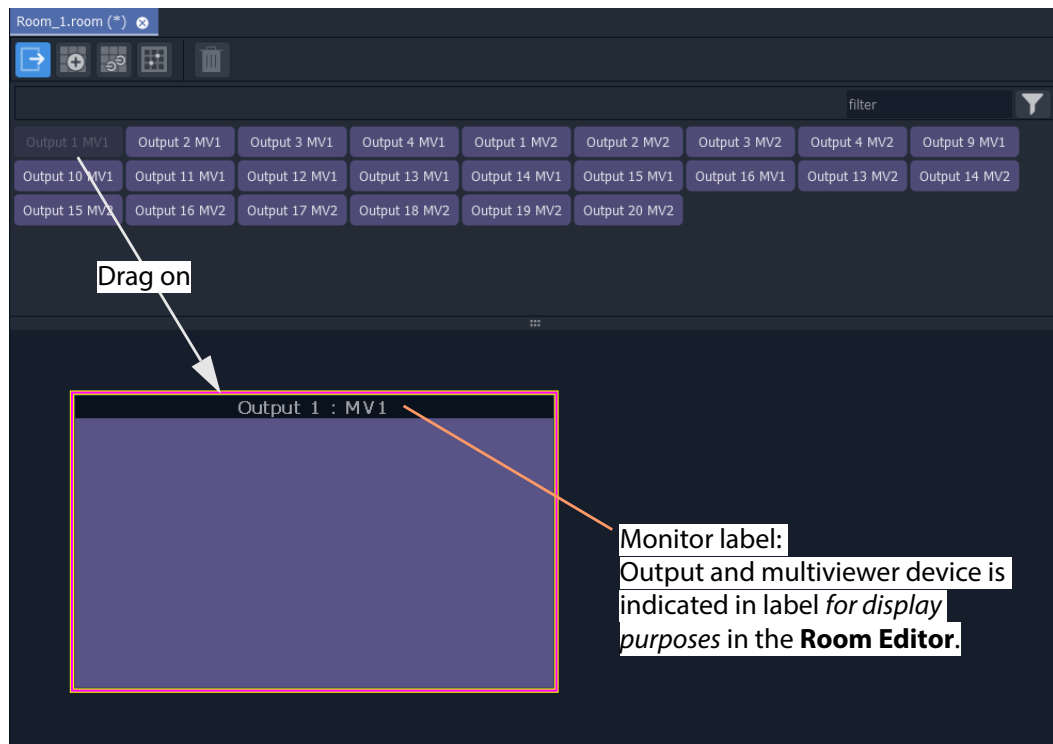 Room_1.room (*)
filter
Output 1 MV1 Output 2 MV1 Output 3 MV1 Output 4 MV1 Output 1 MV2 Output 2 MV2 Output 3 MV2 Output 4 MV2 Output 9 MV1
Output 10 MV1 Output 11 MV1 Output 12 MV1 Output 13 MV1 Output 14 MV1 Output 15 MV1 Output 16 MV1 Output 13 MV2 Output 14 MV2
Output 15 MV2 Output 16 MV2 Output 17 MV2 Output 18 MV2 Output 19 MV2 Output 20 MV2
Drag on
Output 1 : MV1
Monitor label:
Output and multiviewer device is
indicated in label for display
purposes in the Room Editor.